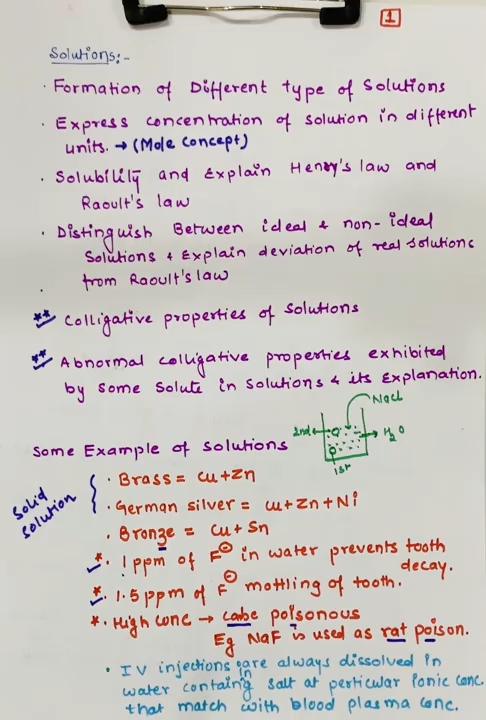 1
Solutions:-
· Formation of Different type of Solutions
· Express concentration of solution in different
units. → (Mole Concept)
· Solubility and Explain Henry's law and
Raoult's law
· Distinguish Between ideal & non-ideal
Solutions & Explain deviation of real solutions
from Raoult's law
** Colligative properties of Solutions
** Abnormal colligative properties exhibited
by some Solute in Solutions & its explanation.
NaCl
2nd
H2O
1st
Some Example of solutions
Solid
Solution
· Brass = Cu+Zn
· German silver = Cu+Zn+Ni
· Bronze = Cu+Sn
* 1 ppm of F⊖ in water prevents tooth
decay.
* 1.5 ppm of F⊖ mottling of tooth.
* High conc → cabe poisonous
Eg NaF is used as rat poison.
· IV injections are always dissolved in
water containg in salt at perticular ionic conc.
that match with blood plasma conc.